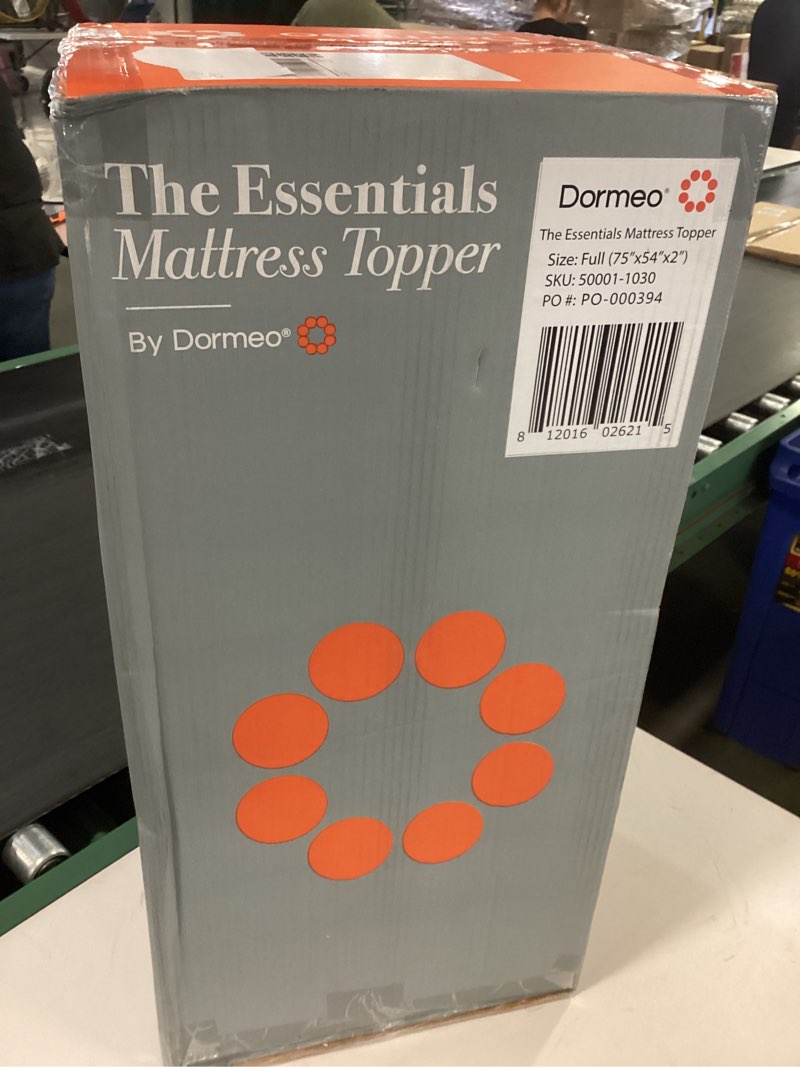 The Essentials
Mattress Topper
By Dormeo®
Dormeo®
The Essentials Mattress Topper
Size: Full (75”x54”x2”)
SKU: 50001-1030
PO #: PO-000394
8 12016 02621 5